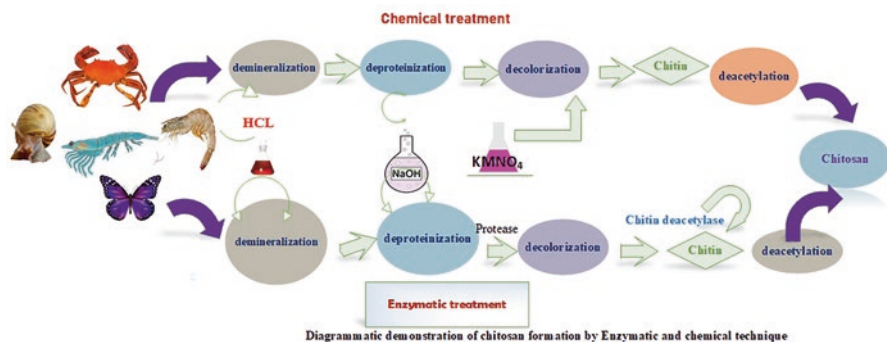 Chemical treatment
demineralization
deproteinization
decolorization
Chitin
deacetylation
HCL
NaOH
KMNO₄
Chitosan
demineralization
deproteinization
Protease
decolorization
Chitin deacetylase
Chitin
deacetylation
Enzymatic treatment
Diagrammatic demonstration of chitosan formation by Enzymatic and chemical technique